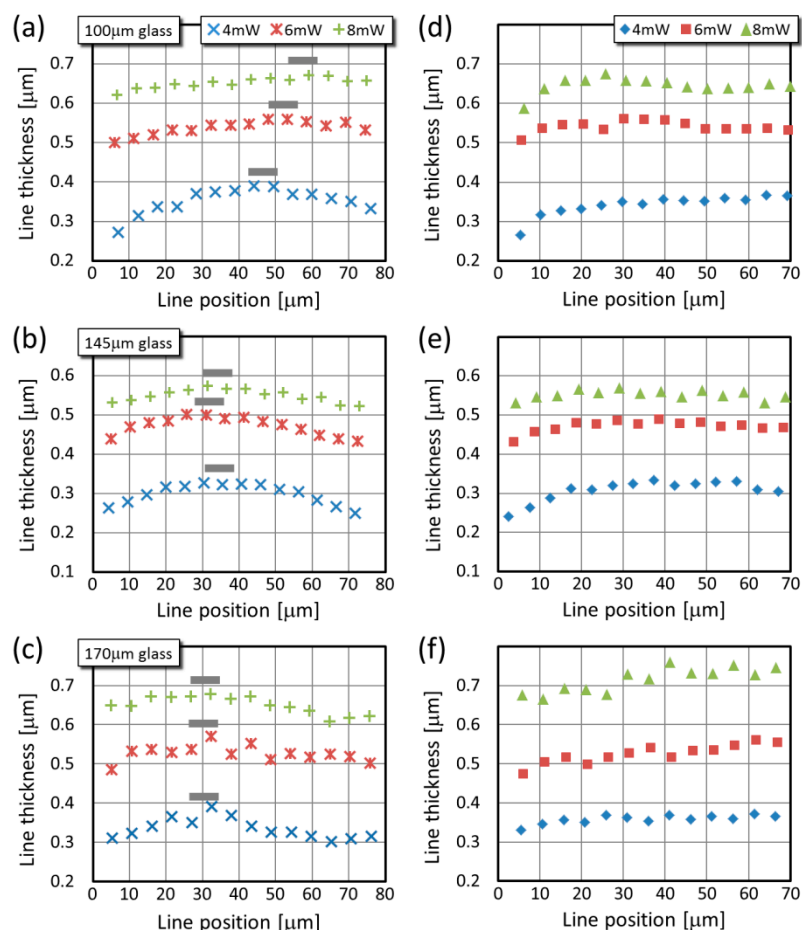 (a)
100μm glass
4mW 6mW 8mW
Line thickness [μm]
0.7
0.6
0.5
0.4
0.3
0.2
0 10 20 30 40 50 60 70 80
Line position [μm]
(d)
4mW 6mW 8mW
Line thickness [μm]
0.7
0.6
0.5
0.4
0.3
0.2
0 10 20 30 40 50 60 70
Line position [μm]
(b)
145μm glass
Line thickness [μm]
0.6
0.5
0.4
0.3
0.2
0.1
0 10 20 30 40 50 60 70 80
Line position [μm]
(e)
Line thickness [μm]
0.6
0.5
0.4
0.3
0.2
0.1
0 10 20 30 40 50 60 70
Line position [μm]
(c)
170μm glass
Line thickness [μm]
0.7
0.6
0.5
0.4
0.3
0.2
0 10 20 30 40 50 60 70 80
Line position [μm]
(f)
Line thickness [μm]
0.7
0.6
0.5
0.4
0.3
0.2
0 10 20 30 40 50 60 70
Line position [μm]